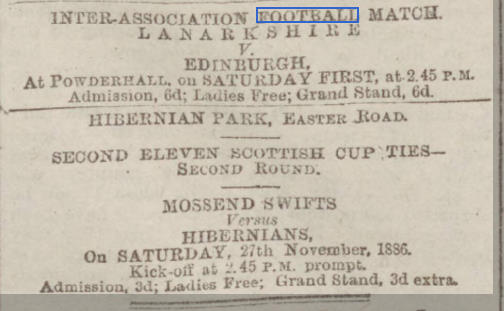 INTER-ASSOCIATION FOOTBALL MATCH.
LANARKSHIRE
V.
EDINBURGH,
At POWDERHALL, on SATURDAY FIRST, at 2.45 P.M.
Admission, 6d; Ladies Free; Grand Stand, 6d.
HIBERNIAN PARK, EASTER ROAD.
SECOND ELEVEN SCOTTISH CUP TIES—
SECOND ROUND.
MOSSEND SWIFTS
Versus
HIBERNIANS,
On SATURDAY, 27th November, 1886.
Kick-off at 2.45 P.M. prompt.
Admission, 3d; Ladies Free; Grand Stand, 3d extra.